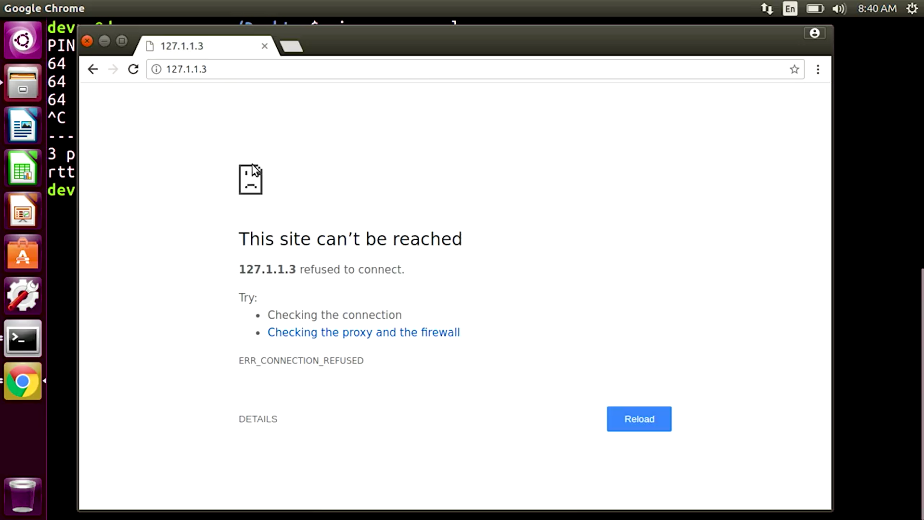 Google Chrome
En
8:40 AM
dev
PIN
64
64
64
^C
---
3 p
rtt
dev
127.1.1.3
127.1.1.3
This site can't be reached
127.1.1.3 refused to connect.
Try:
• Checking the connection
• Checking the proxy and the firewall
ERR_CONNECTION_REFUSED
DETAILS
Reload